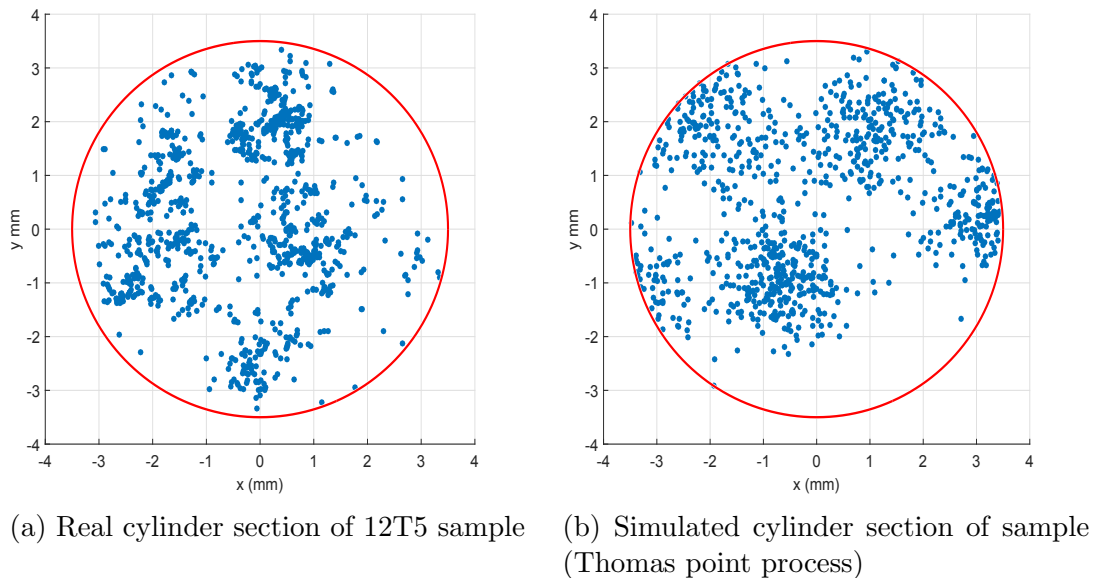 4
3
2
1
0
-1
-2
-3
-4
y mm
-4 -3 -2 -1 0 1 2 3 4
x (mm)
4
3
2
1
0
-1
-2
-3
-4
y mm
-4 -3 -2 -1 0 1 2 3 4
x (mm)
(a) Real cylinder section of 12T5 sample
(b) Simulated cylinder section of sample
(Thomas point process)